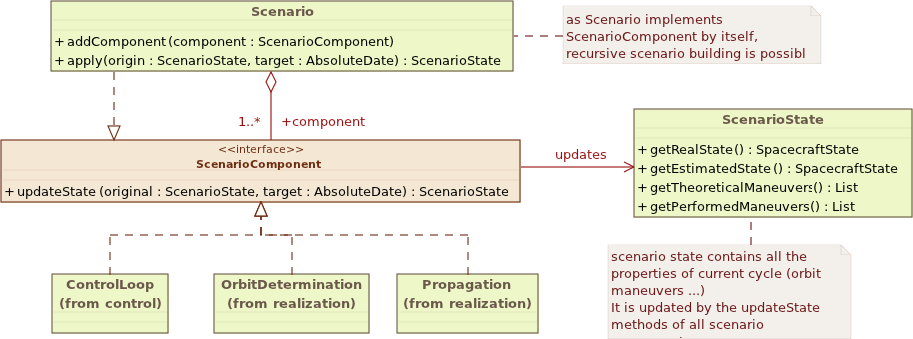 Scenario
+ addComponent (component : ScenarioComponent)
+ apply(origin : ScenarioState, target : AbsoluteDate) : ScenarioState
as Scenario implements
ScenarioComponent by itself,
recursive scenario building is possibl
1..* +component
<<interface>>
ScenarioComponent
+ updateState (original : ScenarioState, target : AbsoluteDate) : ScenarioState
updates
ScenarioState
+ getRealState() : SpacecraftState
+ getEstimatedState () : SpacecraftState
+ getTheoreticalManeuvers() : List
+ getPerformedManeuvers() : List
ControlLoop
(from control)
OrbitDetermination
(from realization)
Propagation
(from realization)
scenario state contains all the
properties of current cycle (orbit
maneuvers ...)
It is updated by the updateState
methods of all scenario